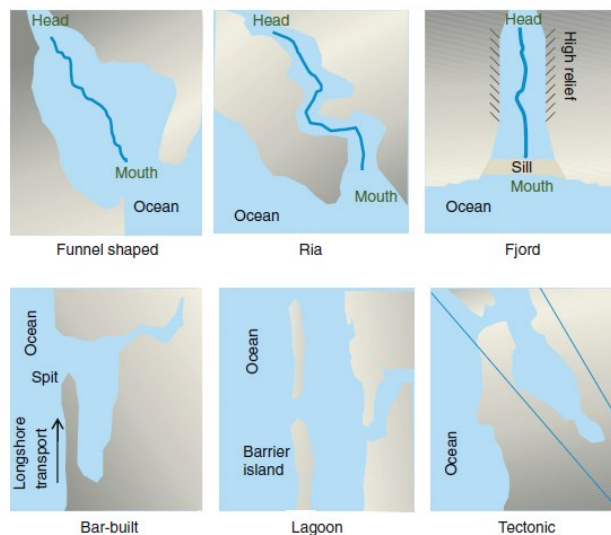 Head
Mouth
Ocean
Funnel shaped
Head
Mouth
Ocean
Ria
Head
High relief
Sill
Mouth
Ocean
Fjord
Ocean
Spit
Longshore
transport
Bar-built
Ocean
Barrier
island
Lagoon
Ocean
Tectonic